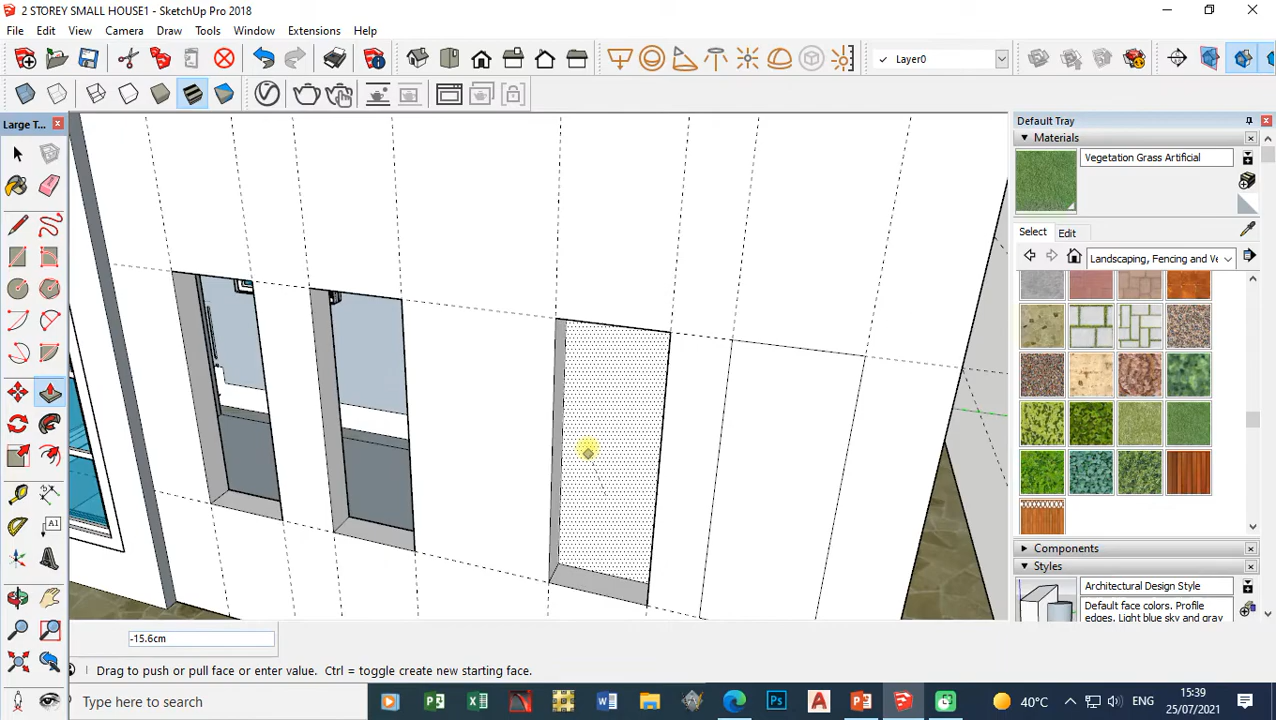 2 STOREY SMALL HOUSE1 - SketchUp Pro 2018
File Edit View Camera Draw Tools Window Extensions Help
Layer0
Large T...
Default Tray
Materials
Vegetation Grass Artificial
Select Edit
Landscaping, Fencing and Ve
A1
Components
Styles
Architectural Design Style
Default face colors. Profile
edges. Light blue sky and gray
-15.6cm
Drag to push or pull face or enter value. Ctrl = toggle create new starting face.
Type here to search
40°C
ENG
15:39
25/07/2021